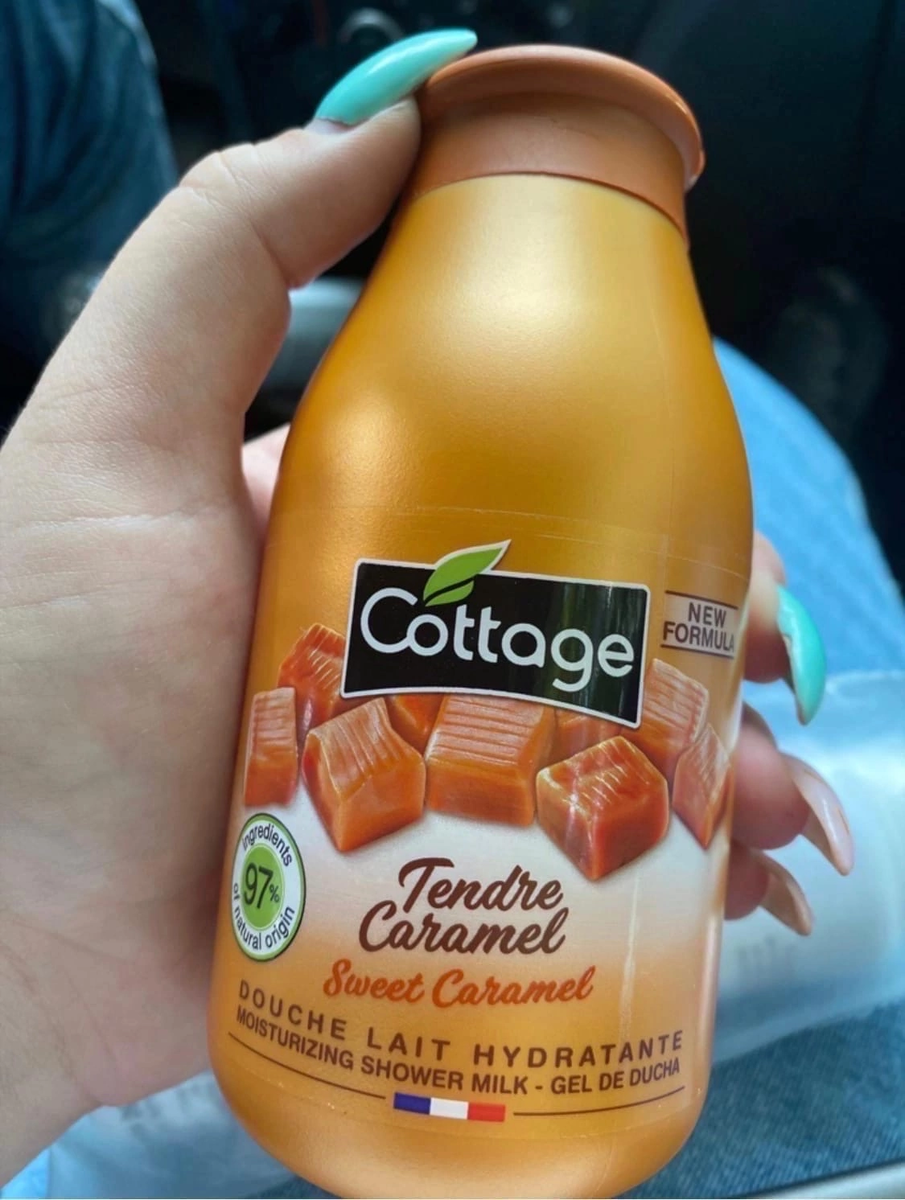 Cottage
NEW
FORMULA
ingredients
97%
of natural origin
Tendre
Caramel
Sweet Caramel
DOUCHE LAIT HYDRATANTE
MOISTURIZING SHOWER MILK - GEL DE DUCHA